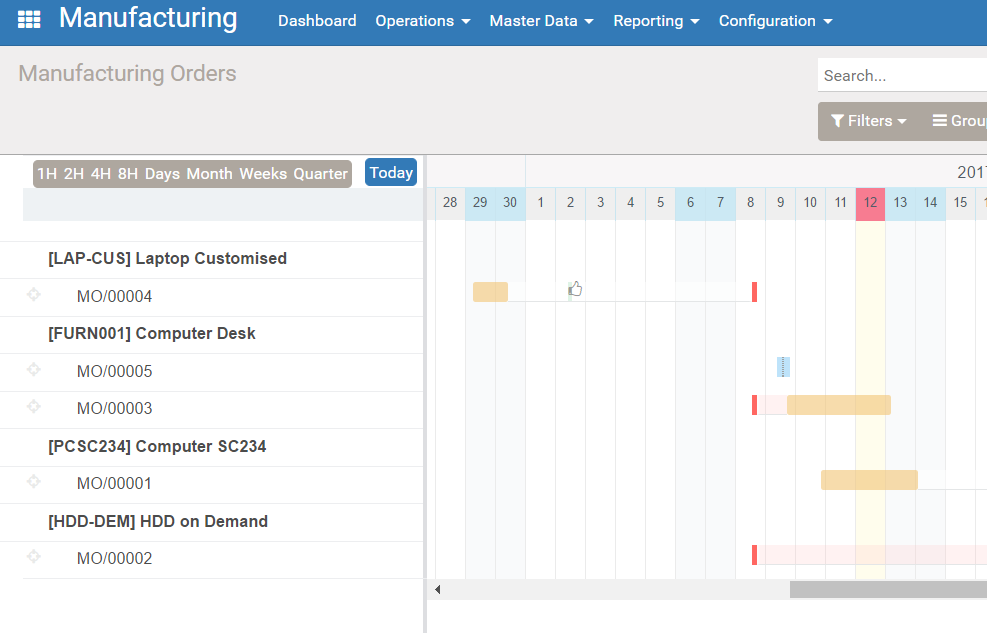 Manufacturing Dashboard Operations Master Data Reporting Configuration
Manufacturing Orders
Search...
Filters
1H 2H 4H 8H Days Month Weeks Quarter Today
28 29 30 1 2 3 4 5 6 7 8 9 10 11 12 13 14 15
[LAP-CUS] Laptop Customised
MO/00004
[FURN001] Computer Desk
MO/00005
MO/00003
[PCSC234] Computer SC234
MO/00001
[HDD-DEM] HDD on Demand
MO/00002